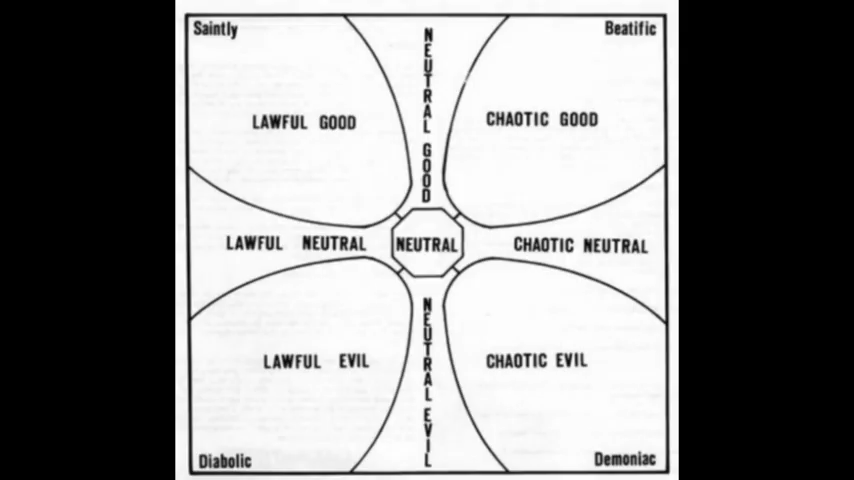 Saintly
Beatific
NEUTRAL GOOD
LAWFUL GOOD
CHAOTIC GOOD
LAWFUL NEUTRAL
NEUTRAL
CHAOTIC NEUTRAL
LAWFUL EVIL
NEUTRAL EVIL
CHAOTIC EVIL
Diabolic
Demoniac